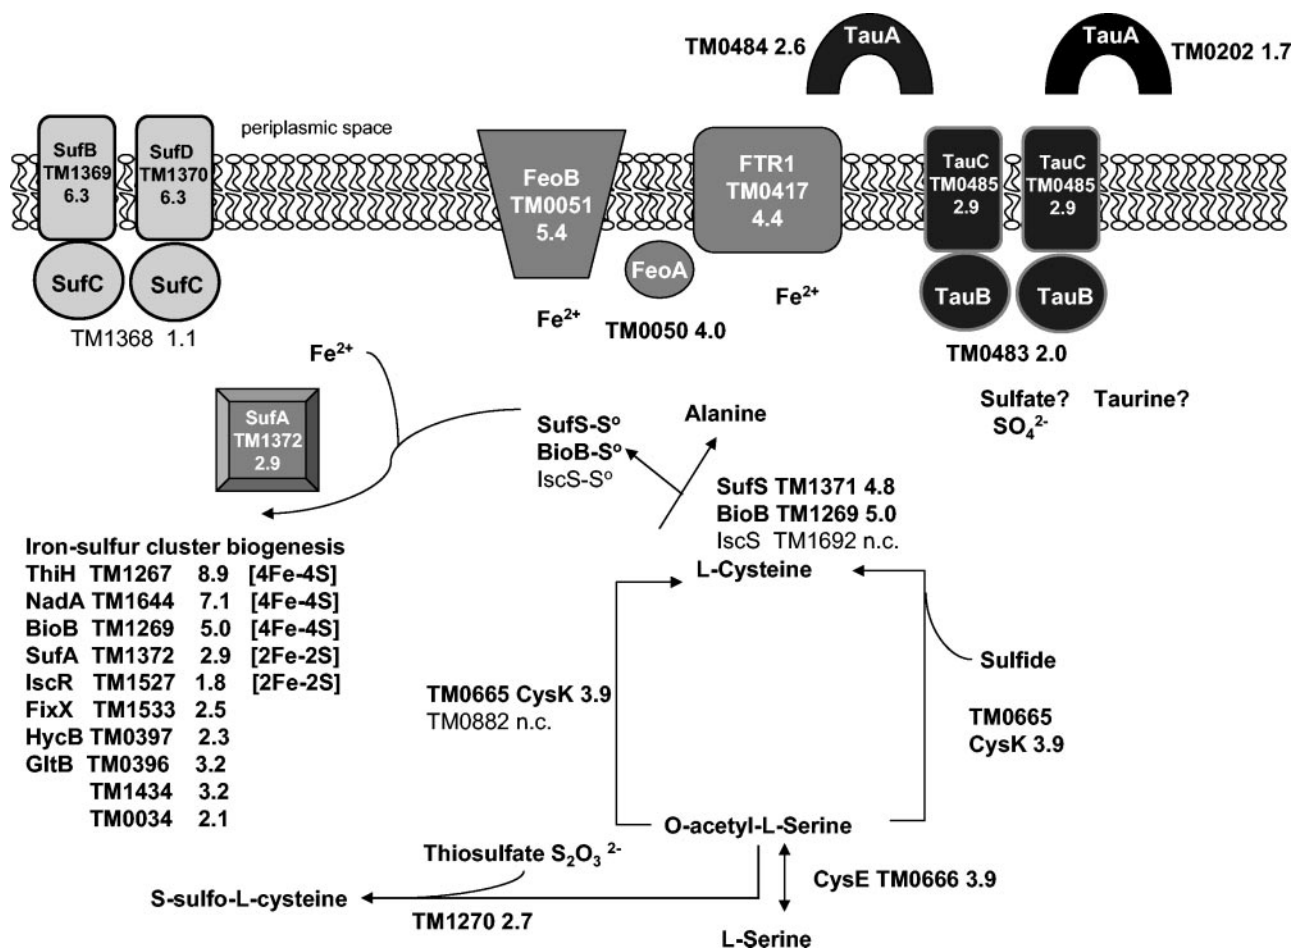 TM0484 2.6
TauA
TauA
TM0202 1.7
periplasmic space
SufB
TM1369
6.3
SufD
TM1370
6.3
FeoB
TM0051
5.4
FTR1
TM0417
4.4
TauC
TM0485
2.9
TauC
TM0485
2.9
SufC
SufC
FeoA
TauB
TauB
TM1368 1.1
Fe²⁺
TM0050 4.0
Fe²⁺
TM0483 2.0
Fe²⁺
Sulfate? Taurine?
SO₄²⁻
SufA
TM1372
2.9
SufS-Sº
BioB-Sº
IscS-Sº
Alanine
SufS TM1371 4.8
BioB TM1269 5.0
IscS TM1692 n.c.
L-Cysteine
Iron-sulfur cluster biogenesis
ThiH TM1267 8.9 [4Fe-4S]
NadA TM1644 7.1 [4Fe-4S]
BioB TM1269 5.0 [4Fe-4S]
SufA TM1372 2.9 [2Fe-2S]
IscR TM1527 1.8 [2Fe-2S]
FixX TM1533 2.5
HycB TM0397 2.3
GltB TM0396 3.2
TM1434 3.2
TM0034 2.1
TM0665 CysK 3.9
TM0882 n.c.
Sulfide
TM0665
CysK 3.9
O-acetyl-L-Serine
Thiosulfate S₂O₃ ²⁻
CysE TM0666 3.9
S-sulfo-L-cysteine
TM1270 2.7
L-Serine